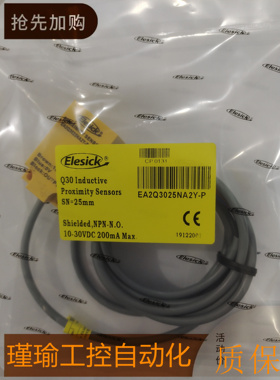 抢先加购
Elesick®
Q30 Inductive
Proximity Sensors
SN=25mm
EA2Q3025NA2Y-P
Shielded,NPN-N.O.
10-30VDC 200mA Max
CE
瑾瑜工控自动化
质保